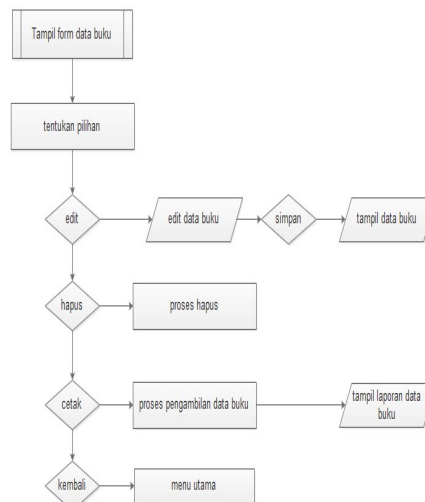 Tampil form data buku
tentukan pilihan
edit
edit data buku
simpan
tampil data buku
hapus
proses hapus
cetak
proses pengambilan data buku
tampil laporan data
buku
kembali
menu utama